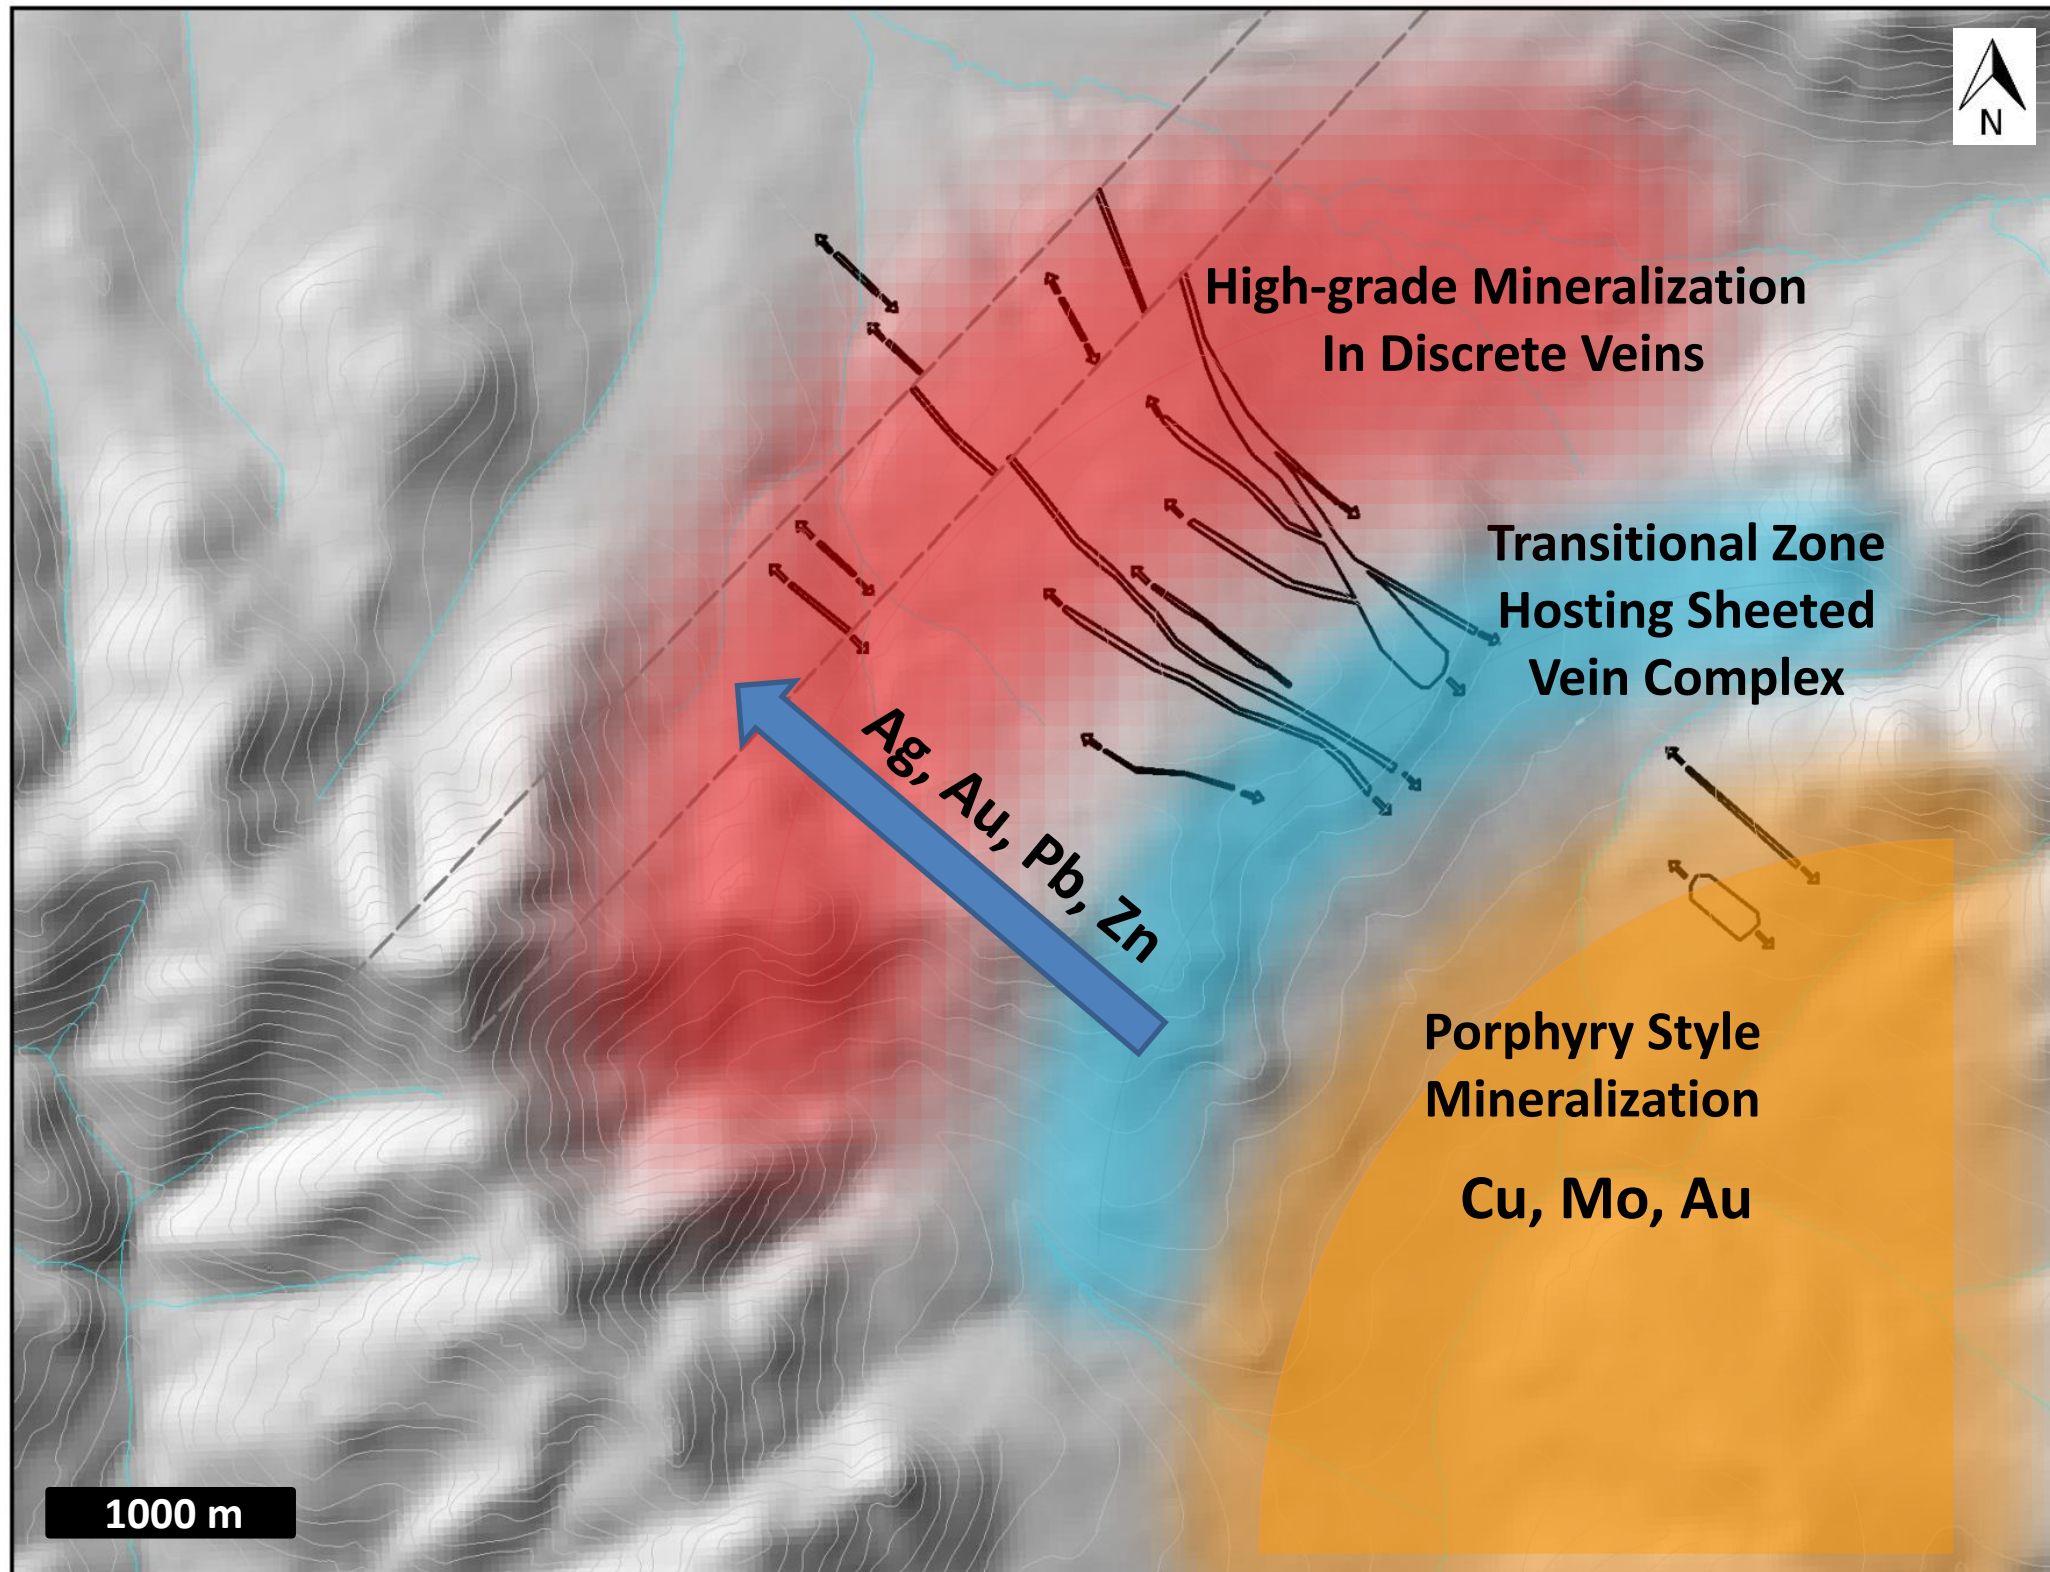 N
High-grade Mineralization
In Discrete Veins
Transitional Zone
Hosting Sheeted
Vein Complex
Ag, Au, Pb, Zn
Porphyry Style
Mineralization
Cu, Mo, Au
1000 m